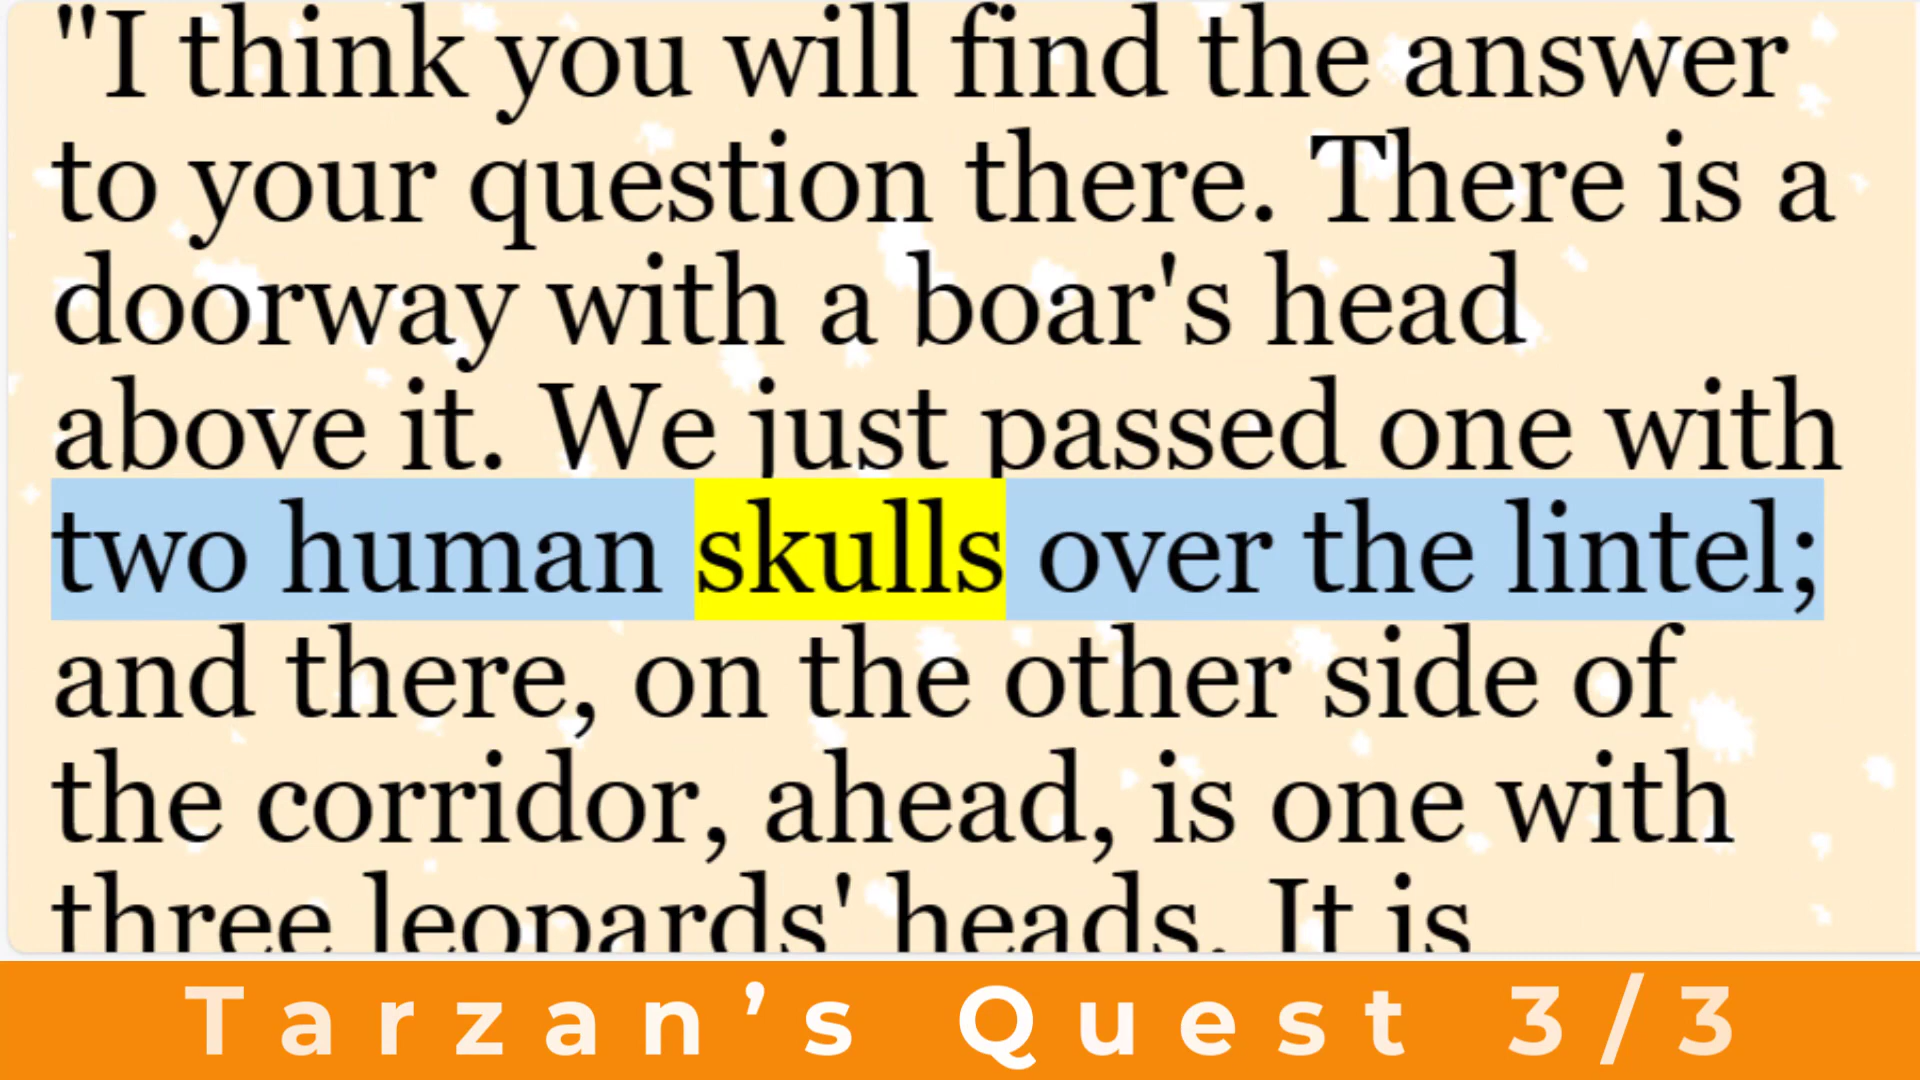 "I think you will find the answer
to your question there. There is a
doorway with a boar's head
above it. We just passed one with
two human skulls over the lintel;
and there, on the other side of
the corridor, ahead, is one with
three leopards' heads. It is
Tarzan’s Quest 3/3